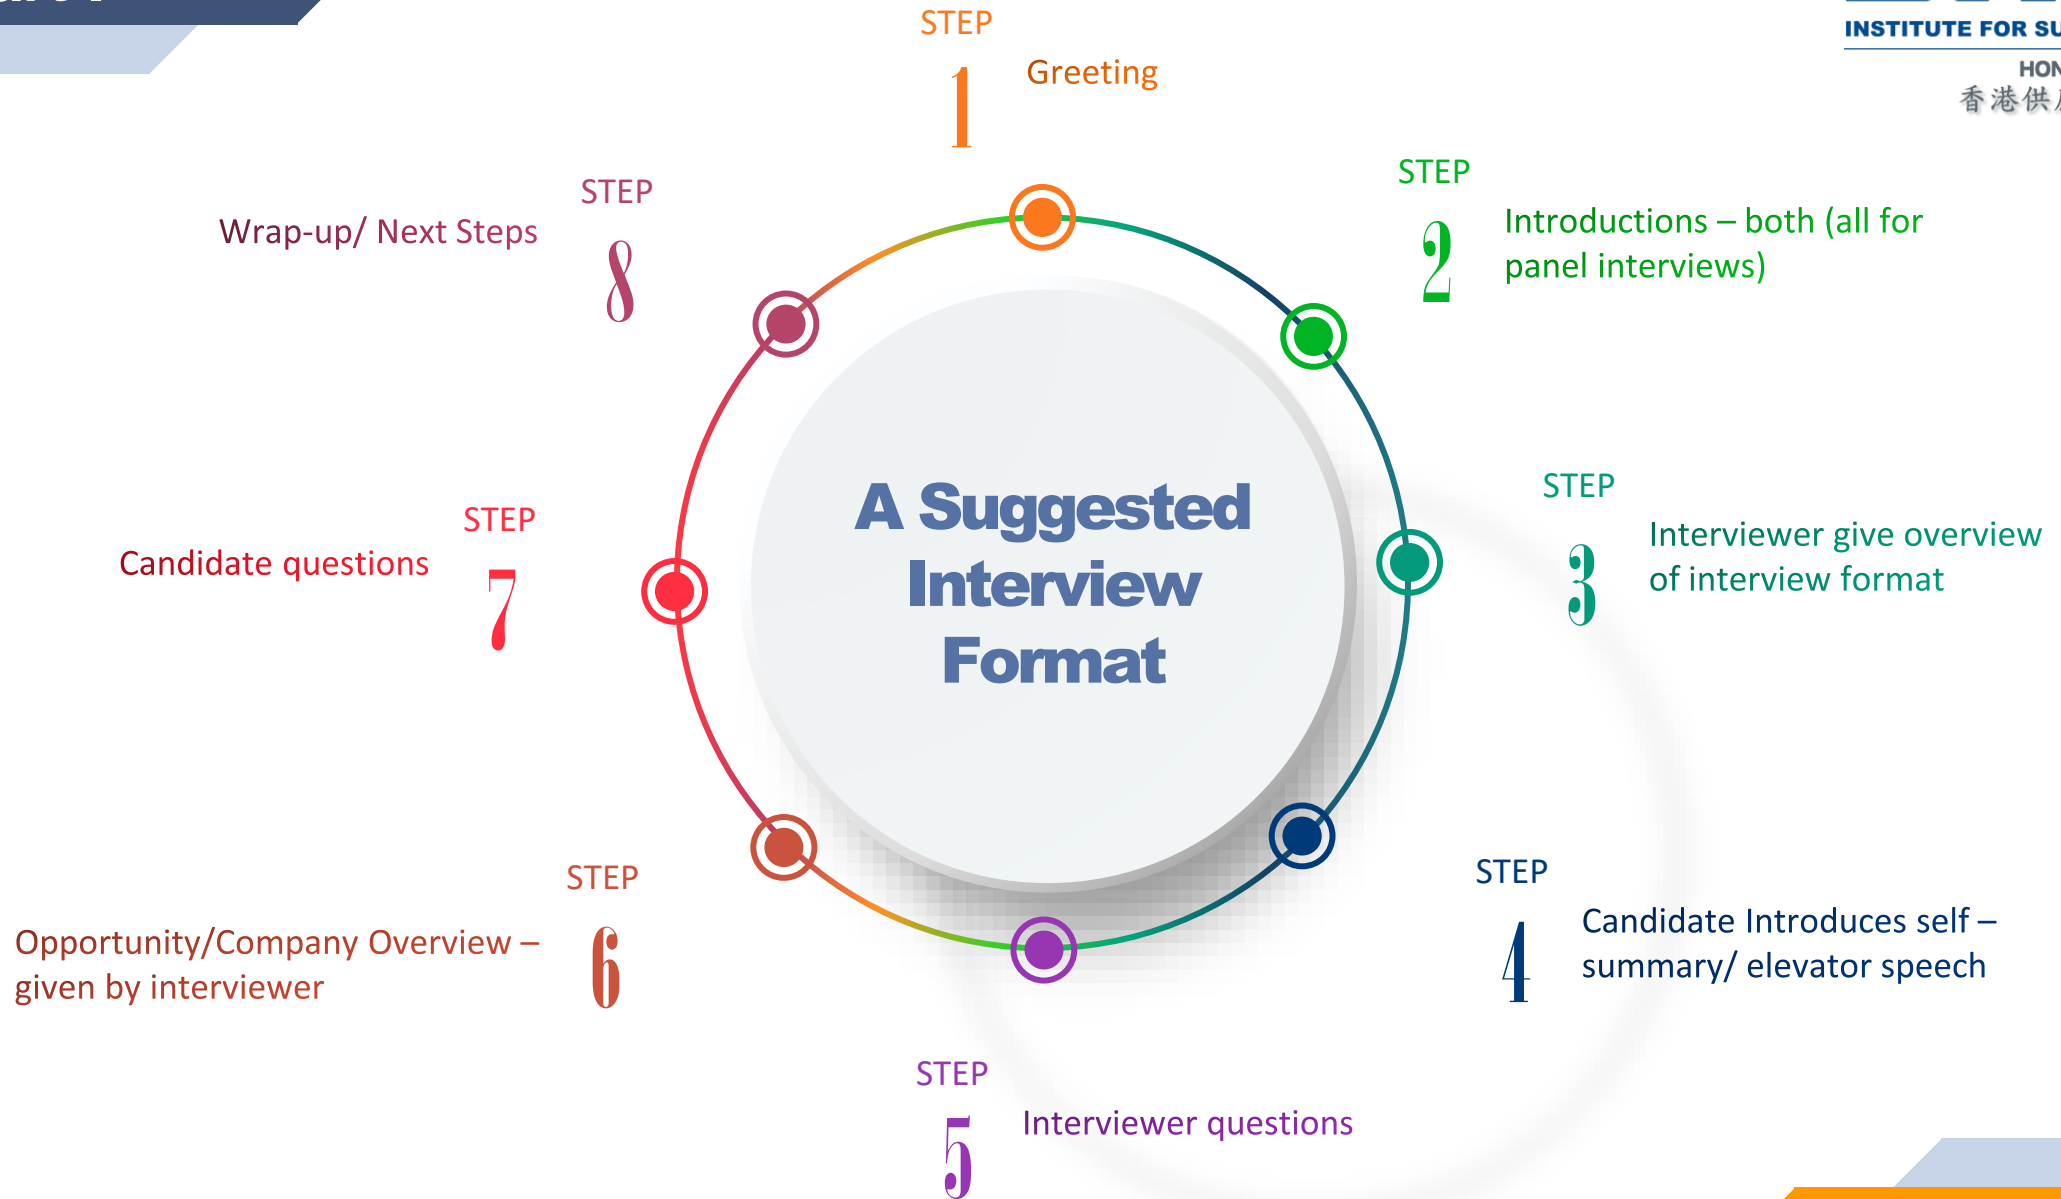 INSTITUTE FOR
香港供
STEP
1
Greeting
STEP
2
Introductions – both (all for
panel interviews)
STEP
3
Interviewer give overview
of interview format
STEP
4
Candidate Introduces self –
summary/ elevator speech
STEP
5
Interviewer questions
STEP
6
Opportunity/Company Overview –
given by interviewer
STEP
7
Candidate questions
STEP
8
Wrap-up/ Next Steps
A Suggested
Interview
Format